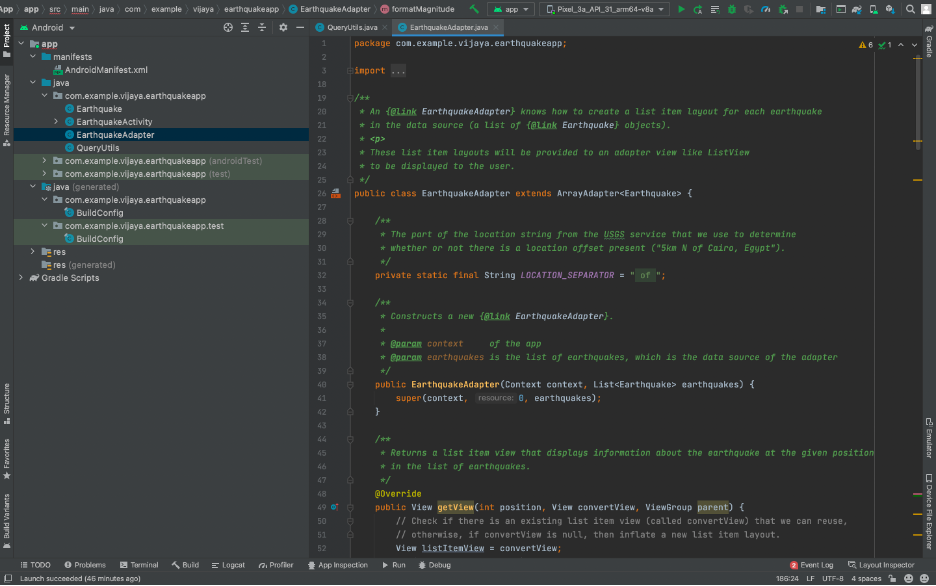 App app src main java com example vijaya earthquakeapp EarthquakeAdapter formatMagnitude app Pixel_3a_API_31_arm64-v8a
Android QueryUtils.java EarthquakeAdapter.java
Project
Resource Manager
Structure
Favorites
Build Variants
app
manifests
AndroidManifest.xml
java
com.example.vijaya.earthquakeapp
Earthquake
EarthquakeActivity
EarthquakeAdapter
QueryUtils
com.example.vijaya.earthquakeapp (androidTest)
com.example.vijaya.earthquakeapp (test)
java (generated)
com.example.vijaya.earthquakeapp
BuildConfig
com.example.vijaya.earthquakeapp.test
BuildConfig
res
res (generated)
Gradle Scripts
6 1
1 package com.example.vijaya.earthquakeapp;
2
3 import ...
18
19 /**
20 * An {@link EarthquakeAdapter} knows how to create a list item layout for each earthquake
21 * in the data source (a list of {@link Earthquake} objects).
22 * <p>
23 * These list item layouts will be provided to an adapter view like ListView
24 * to be displayed to the user.
25 */
26 public class EarthquakeAdapter extends ArrayAdapter<Earthquake> {
27
28 /**
29 * The part of the location string from the USGS service that we use to determine
30 * whether or not there is a location offset present ("5km N of Cairo, Egypt").
31 */
32 private static final String LOCATION_SEPARATOR = " of ";
33
34 /**
35 * Constructs a new {@link EarthquakeAdapter}.
36 *
37 * @param context of the app
38 * @param earthquakes is the list of earthquakes, which is the data source of the adapter
39 */
40 public EarthquakeAdapter(Context context, List<Earthquake> earthquakes) {
41 super(context, resource: 0, earthquakes);
42 }
43
44 /**
45 * Returns a list item view that displays information about the earthquake at the given position
46 * in the list of earthquakes.
47 */
48 @Override
49 public View getView(int position, View convertView, ViewGroup parent) {
50 // Check if there is an existing list item view (called convertView) that we can reuse,
51 // otherwise, if convertView is null, then inflate a new list item layout.
52 View listItemView = convertView;
Gradle
Emulator
Device File Explorer
TODO Problems Terminal Build Logcat Profiler App Inspection Run Debug 2 Event Log Layout Inspector
Launch succeeded (46 minutes ago) 186:24 LF UTF-8 4 spaces